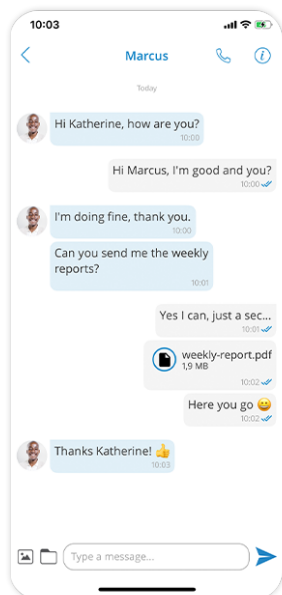 10:03
Marcus
Today
Hi Katherine, how are you?
10:00
Hi Marcus, I'm good and you?
10:00
I'm doing fine, thank you.
10:00
Can you send me the weekly
reports?
10:01
Yes I can, just a sec...
10:01
weekly-report.pdf
1,9 MB
10:02
Here you go 😀
10:02
Thanks Katherine! 👍
10:03
Type a message...